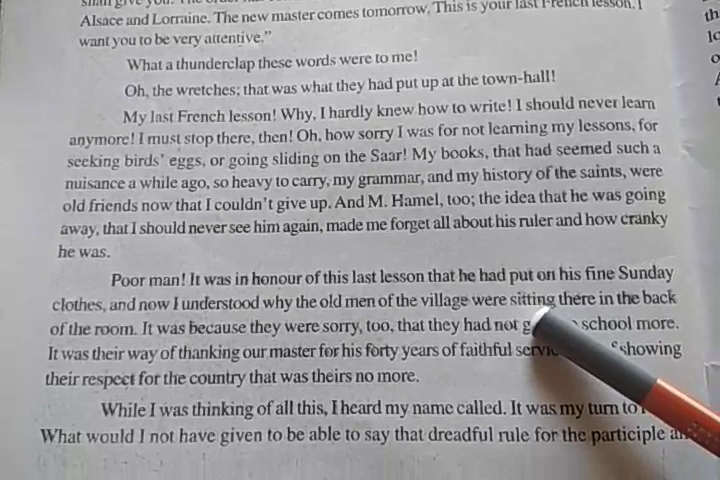 Alsace and Lorraine. The new master comes tomorrow. This is your last French lesson. I
want you to be very attentive."
What a thunderclap these words were to me!
Oh, the wretches; that was what they had put up at the town-hall!
My last French lesson! Why, I hardly knew how to write! I should never learn
anymore! I must stop there, then! Oh, how sorry I was for not learning my lessons, for
seeking birds' eggs, or going sliding on the Saar! My books, that had seemed such a
nuisance a while ago, so heavy to carry, my grammar, and my history of the saints, were
old friends now that I couldn't give up. And M. Hamel, too; the idea that he was going
away, that I should never see him again, made me forget all about his ruler and how cranky
he was.
Poor man! It was in honour of this last lesson that he had put on his fine Sunday
clothes, and now I understood why the old men of the village were sitting there in the back
of the room. It was because they were sorry, too, that they had not school more.
It was their way of thanking our master for his forty years of faithful showing
their respect for the country that was theirs no more.
While I was thinking of all this, I heard my name called. It was my turn to
What would I not have given to be able to say that dreadful rule for the participle